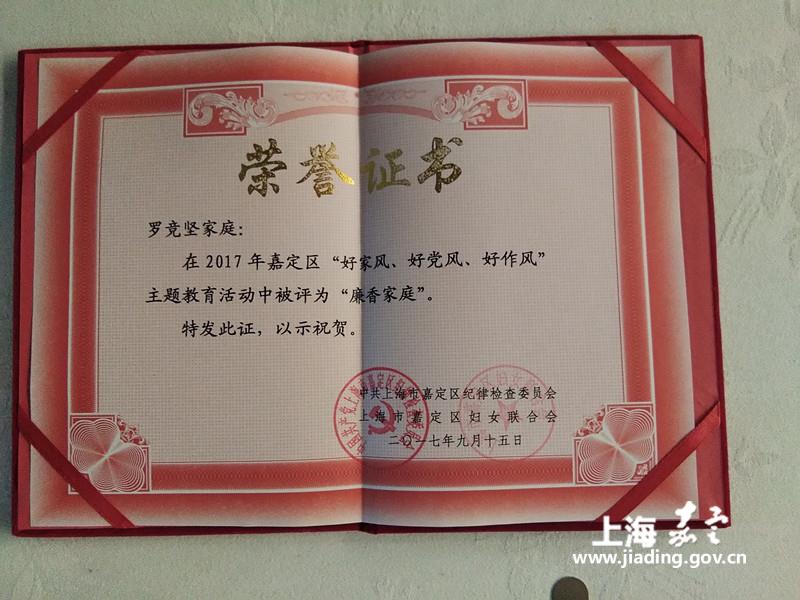 荣誉证书
罗竞坚家庭：
在2017年嘉定区“好家风、好党风、好作风”
主题教育活动中被评为“廉香家庭”。
特发此证，以示祝贺。
中共上海市嘉定区纪律检查委员会
上海市嘉定区妇女联合会
二〇一七年九月十五日
上海嘉定
www.jiading.gov.cn